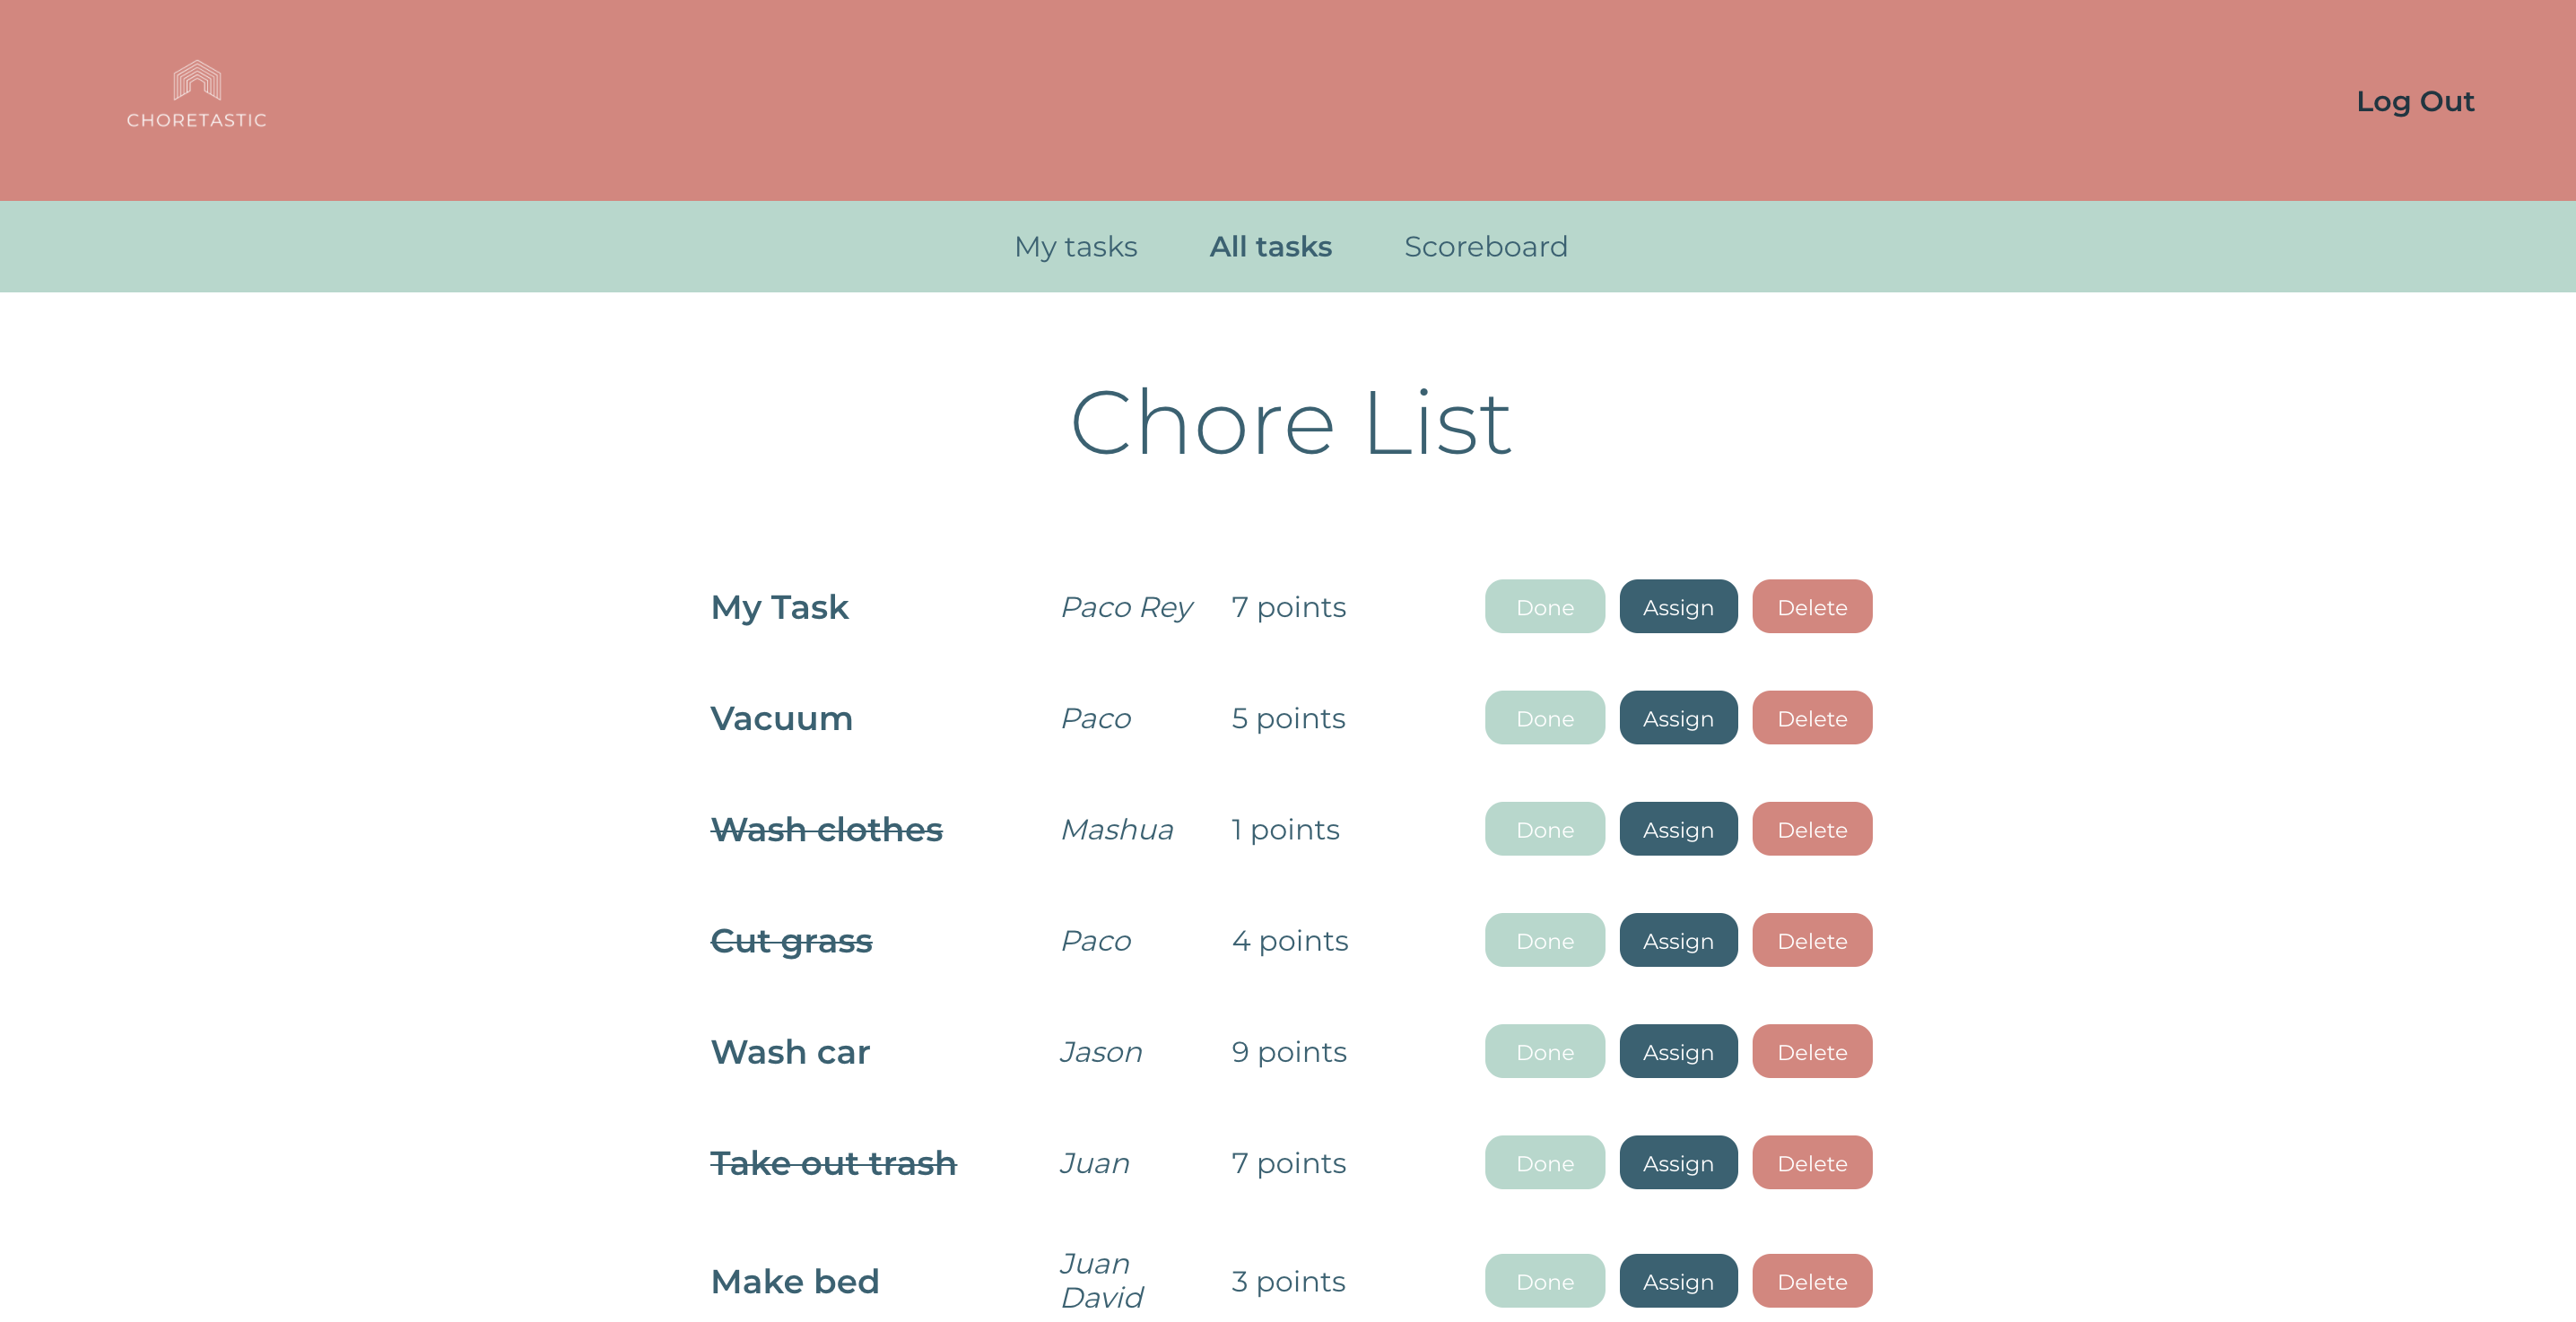 CHORETASTIC
Log Out
My tasks All tasks Scoreboard
Chore List
My Task Paco Rey 7 points Done Assign Delete
Vacuum Paco 5 points Done Assign Delete
Wash clothes Mashua 1 points Done Assign Delete
Cut grass Paco 4 points Done Assign Delete
Wash car Jason 9 points Done Assign Delete
Take out trash Juan 7 points Done Assign Delete
Make bed Juan David 3 points Done Assign Delete